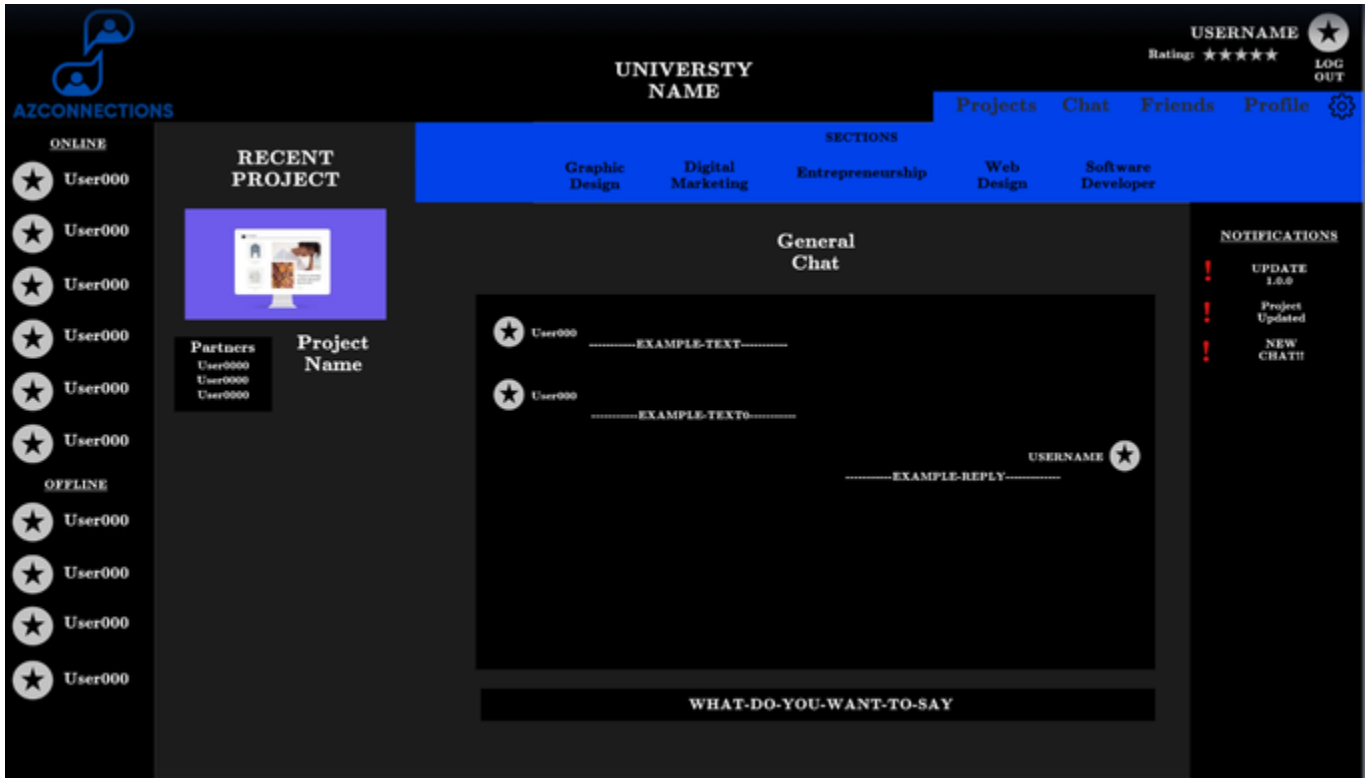 AZCONNECTIONS
UNIVERSTY
NAME
USERNAME
Rating: ★★★★★
LOG
OUT
Projects Chat Friends Profile
ONLINE
User000
User000
User000
User000
User000
User000
OFFLINE
User000
User000
User000
User000
RECENT
PROJECT
Partners
User0000
User0000
User0000
Project
Name
SECTIONS
Graphic
Design
Digital
Marketing
Entrepreneurship
Web
Design
Software
Developer
General
Chat
User000
-----------EXAMPLE-TEXT-----------
User000
-----------EXAMPLE-TEXT0-----------
USERNAME
-----------EXAMPLE-REPLY-------------
WHAT-DO-YOU-WANT-TO-SAY
NOTIFICATIONS
! UPDATE
1.0.0
! Project
Updated
! NEW
CHAT!!